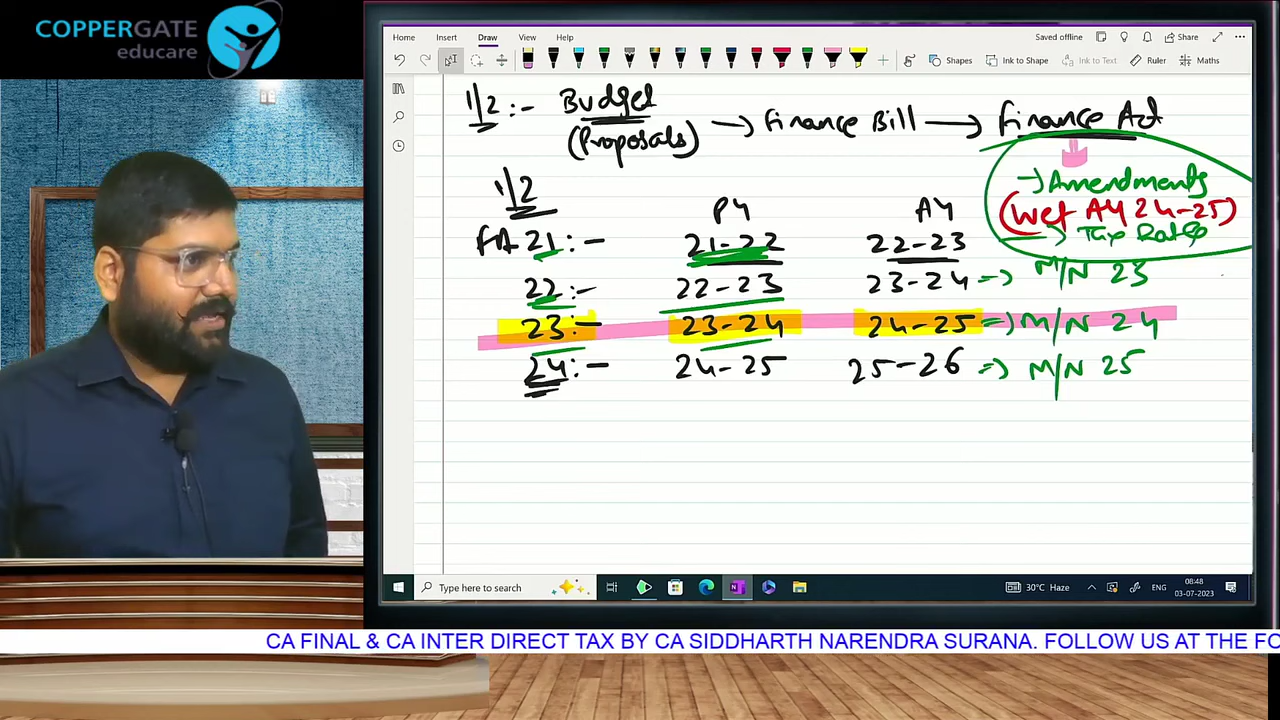 COPPERGATE
educare
Home Insert Draw View Help
Saved offline
Share
Shapes
Ink to Shape
Ink to Text
Ruler
Maths
1/2 :- Budget → Finance Bill → Finance Act
(Proposals)
→ Amendments
(wef AY 24-25)
→ Tax Rates
1/2
PY AY
FA 21 :- 21-22 22-23
22 :- 22-23 23-24 => M/N 23
23 :- 23-24 24-25 => M/N 24
24 :- 24-25 25-26 => M/N 25
Type here to search
30°C Haze
ENG
08:48
03-07-2023
CA FINAL & CA INTER DIRECT TAX BY CA SIDDHARTH NARENDRA SURANA. FOLLOW US AT THE FO